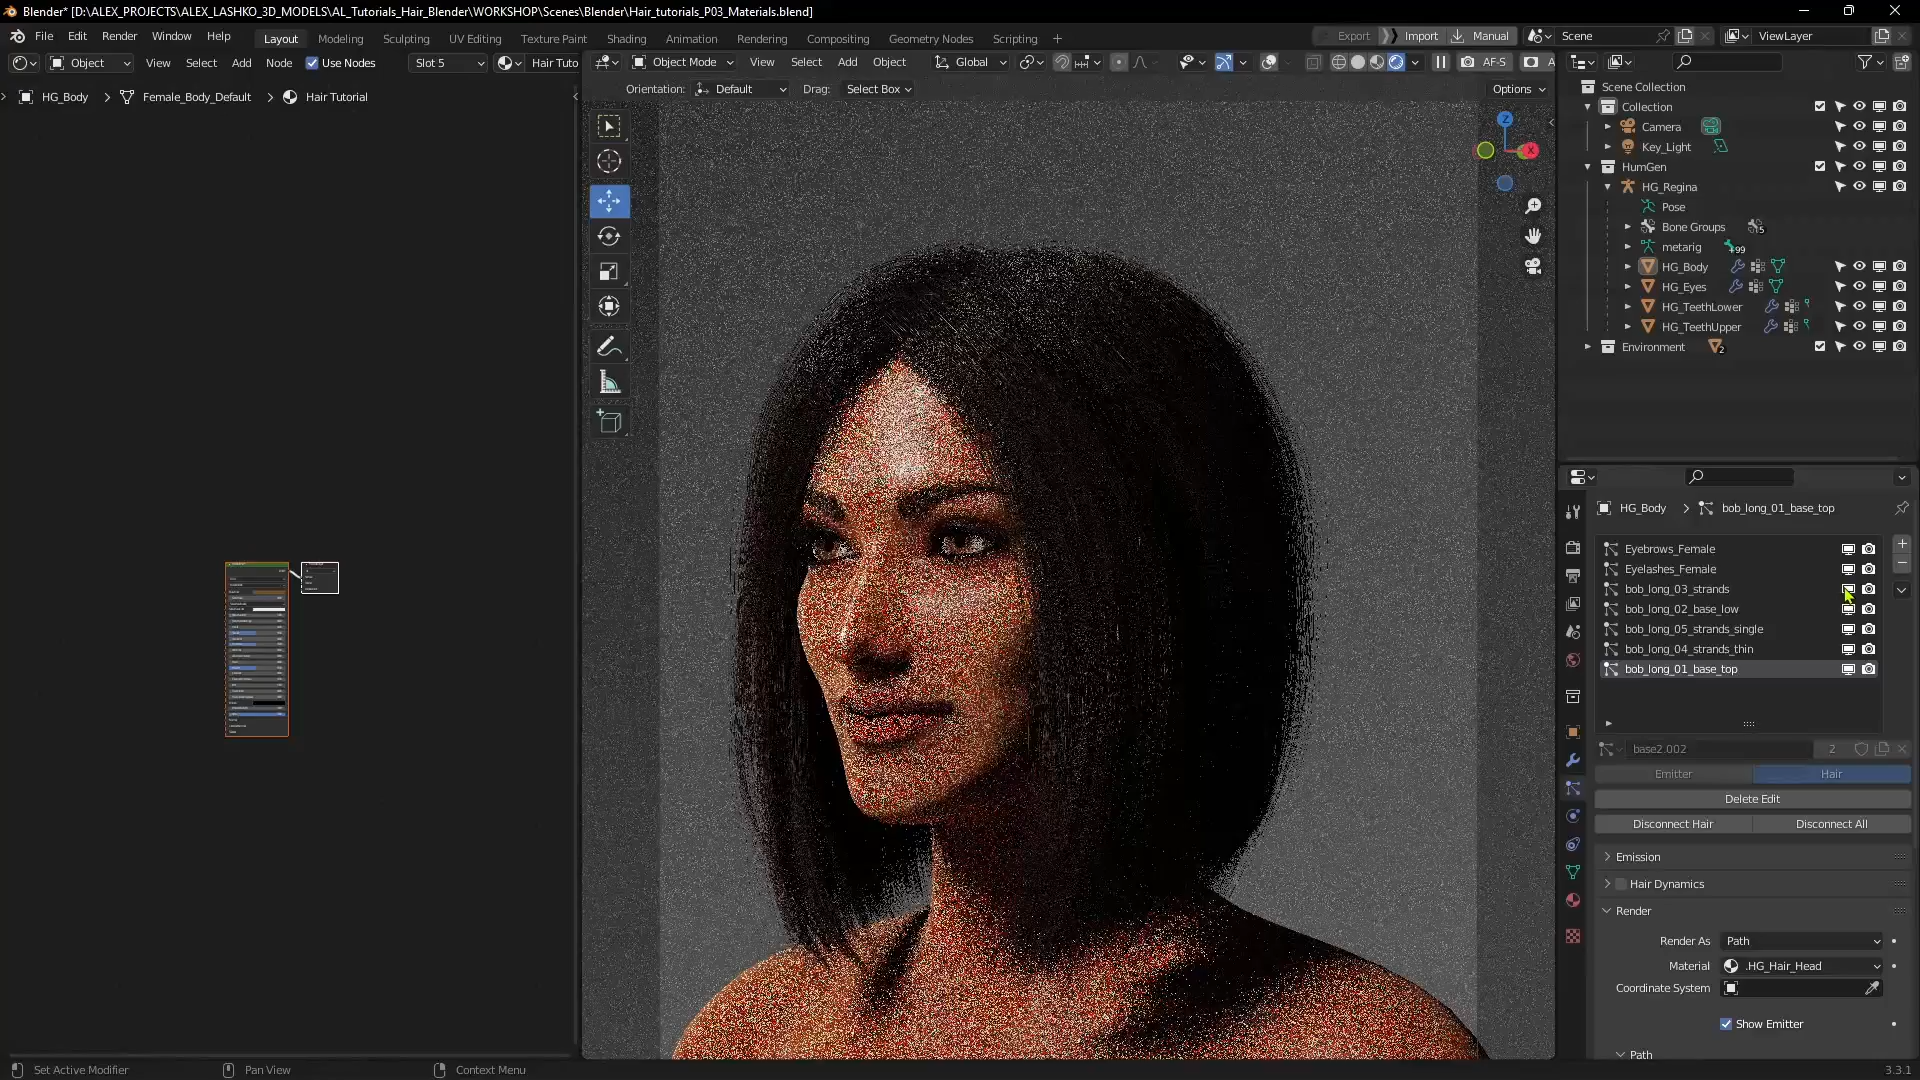 Blender* [D:\ALEX_PROJECTS\ALEX_LASHKO_3D_MODELS\AL_Tutorials_Hair_Blender\WORKSHOP\Scenes\Blender\Hair_tutorials_P03_Materials.blend]
File Edit Render Window Help Layout Modeling Sculpting UV Editing Texture Paint Shading Animation Rendering Compositing Geometry Nodes Scripting + Export Import Manual Scene ViewLayer
Object View Select Add Node Use Nodes Slot 5 Hair Tuto Object Mode View Select Add Object Global AF-S A
Orientation: Default Drag: Select Box Options
HG_Body > Female_Body_Default > Hair Tutorial
Z
X
Scene Collection
Collection
Camera
Key_Light
HumGen
HG_Regina
Pose
Bone Groups 5
metarig +99
HG_Body
HG_Eyes
HG_TeethLower
HG_TeethUpper
Environment 2
HG_Body > bob_long_01_base_top
Eyebrows_Female
Eyelashes_Female
bob_long_03_strands
bob_long_02_base_low
bob_long_05_strands_single
bob_long_04_strands_thin
bob_long_01_base_top
base2.002 2
Emitter Hair
Delete Edit
Disconnect Hair Disconnect All
Emission
Hair Dynamics
Render
Render As Path
Material .HG_Hair_Head
Coordinate System
Show Emitter
Path
Set Active Modifier Pan View Context Menu 3.3.1